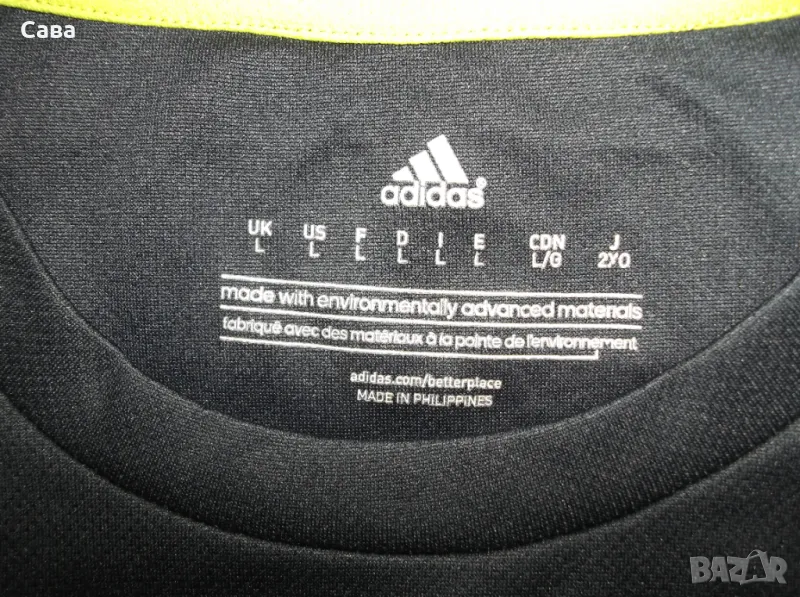 Сава
adidas®
UK US F D I E CDN J
L L L L L L L/G 2XO
made with environmentally advanced materials
fabriqué avec des matériaux à la pointe de l'environnement
adidas.com/betterplace
MADE IN PHILIPPINES
BAZAR